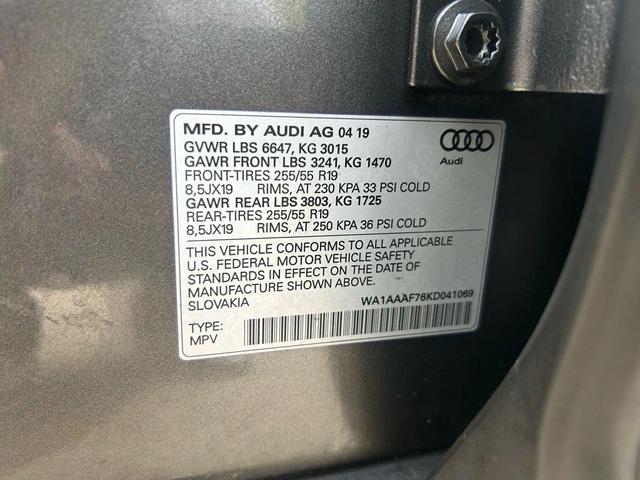 MFD. BY AUDI AG 04 19
GVWR LBS 6647, KG 3015
GAWR FRONT LBS 3241, KG 1470
FRONT-TIRES 255/55 R19
8,5JX19 RIMS, AT 230 KPA 33 PSI COLD
GAWR REAR LBS 3803, KG 1725
REAR-TIRES 255/55 R19
8,5JX19 RIMS, AT 250 KPA 36 PSI COLD
Audi
THIS VEHICLE CONFORMS TO ALL APPLICABLE
U.S. FEDERAL MOTOR VEHICLE SAFETY
STANDARDS IN EFFECT ON THE DATE OF
MANUFACTURE SHOWN ABOVE.
SLOVAKIA
WA1AAAF76KD041069
TYPE:
MPV